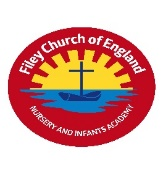 Filey Church of England
NURSERY AND INFANTS ACADEMY